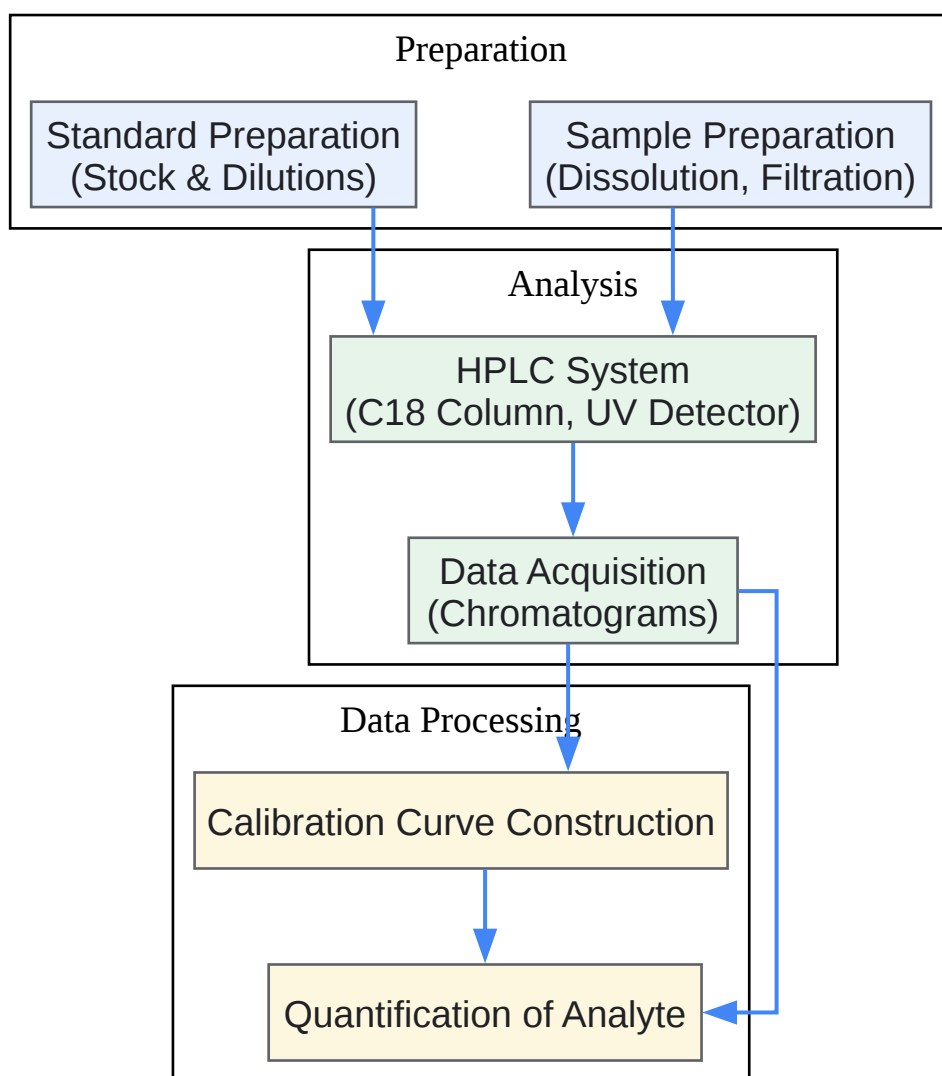 Preparation
Standard Preparation
(Stock & Dilutions)
Sample Preparation
(Dissolution, Filtration)
Analysis
HPLC System
(C18 Column, UV Detector)
Data Acquisition
(Chromatograms)
Data Processing
Calibration Curve Construction
Quantification of Analyte